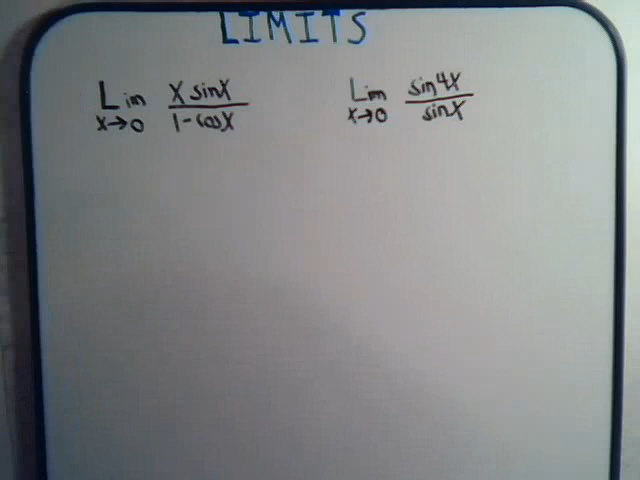 LIMITS
Lim x sinx
x→0 1-cosx
Lim sin4x
x→0 sinx